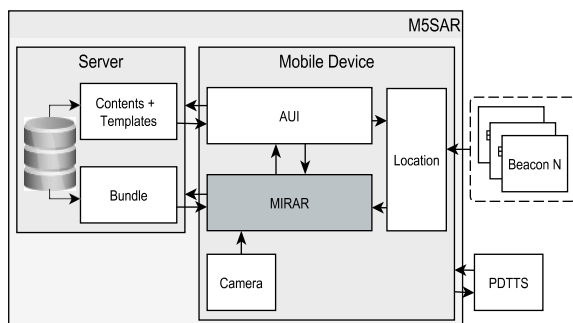 M5SAR
Server
Mobile Device
Contents +
Templates
AUI
Location
Beacon N
Bundle
MIRAR
Camera
PDTTS